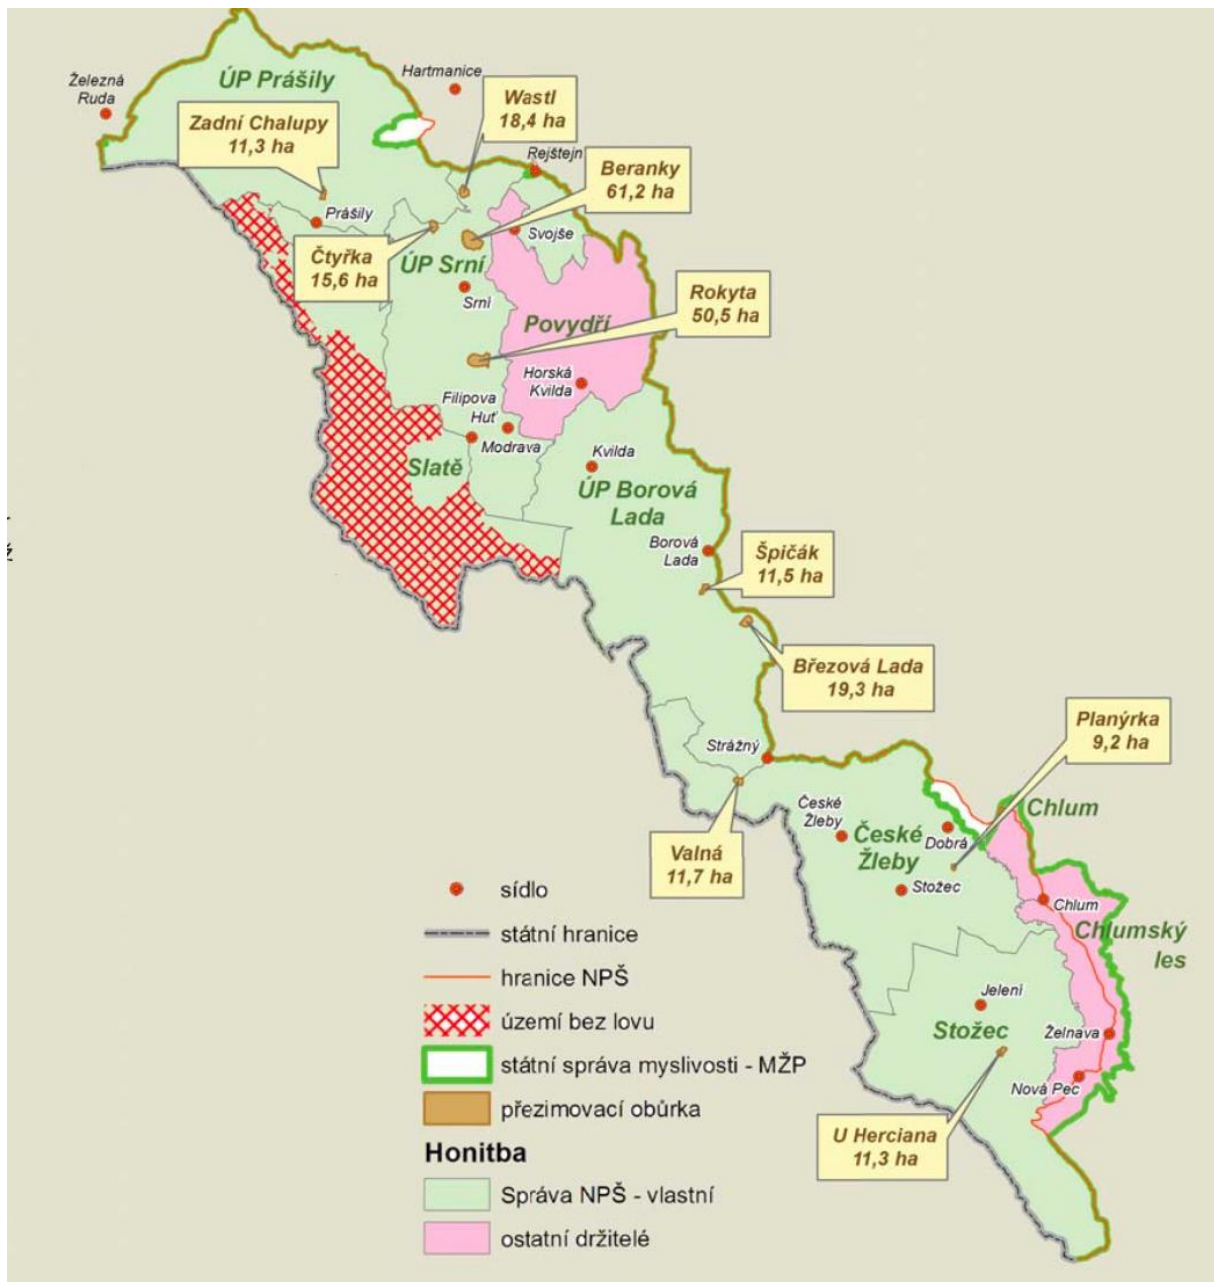 ÚP Prášily
Hartmanice
Železná
Ruda
Wastl
18,4 ha
Zadní Chalupy
11,3 ha
Rejštejn
Beranky
61,2 ha
Prášily
Svojše
Čtyřka
15,6 ha
ÚP Srní
Srní
Rokyta
50,5 ha
Povydří
Horská
Kvilda
Filipova
Huť
Modrava
Kvilda
Slatě
ÚP Borová
Lada
Borová
Lada
Špičák
11,5 ha
ž
Březová Lada
19,3 ha
Planýrka
9,2 ha
Strážný
České
Žleby
Chlum
České
Žleby
Dobrá
Valná
11,7 ha
Stožec
Chlum
Chlumský
les
Jelení
Stožec
Želnava
Nová Pec
U Herciana
11,3 ha
sídlo
státní hranice
hranice NPŠ
území bez lovu
státní správa myslivosti - MŽP
přezimovací obůrka
Honitba
Správa NPŠ - vlastní
ostatní držitelé